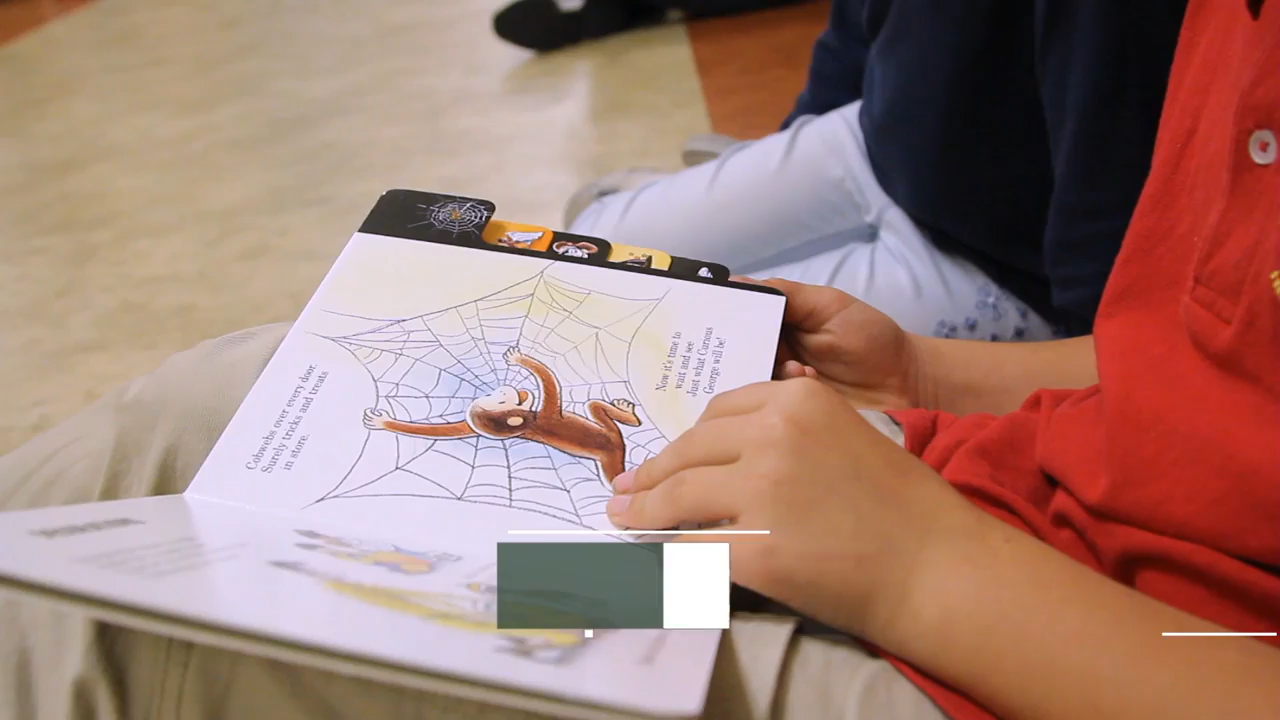 Cobwebs over every door.
Surely tricks and treats
in store.
Now it's time to
wait and see
Just what Curious
George will be!